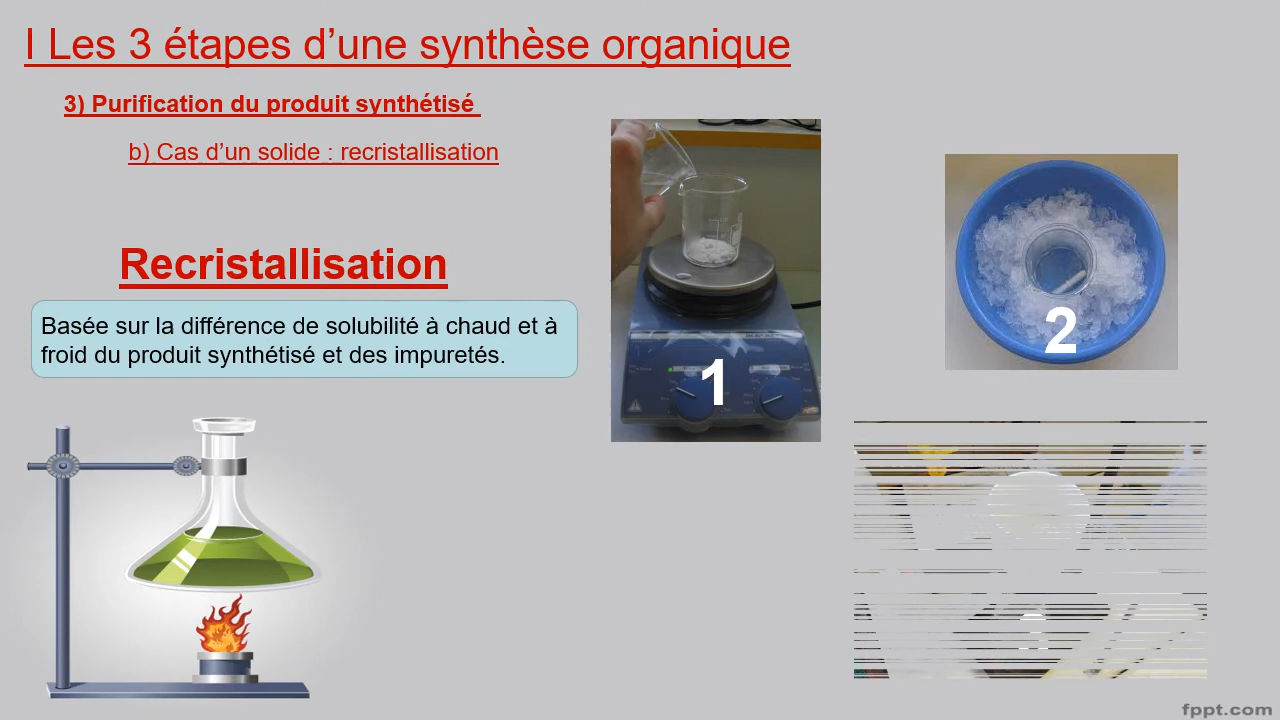 I Les 3 étapes d’une synthèse organique
3) Purification du produit synthétisé
b) Cas d’un solide : recristallisation
Recristallisation
Basée sur la différence de solubilité à chaud et à
froid du produit synthétisé et des impuretés.
1
2
fppt.com